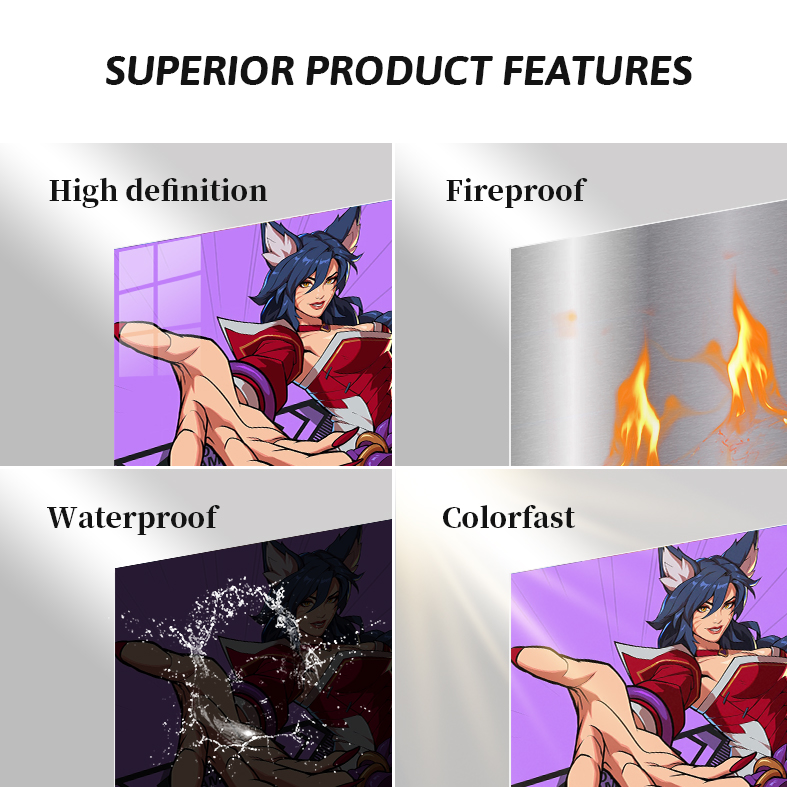 SUPERIOR PRODUCT FEATURES
High definition
Fireproof
Waterproof
Colorfast